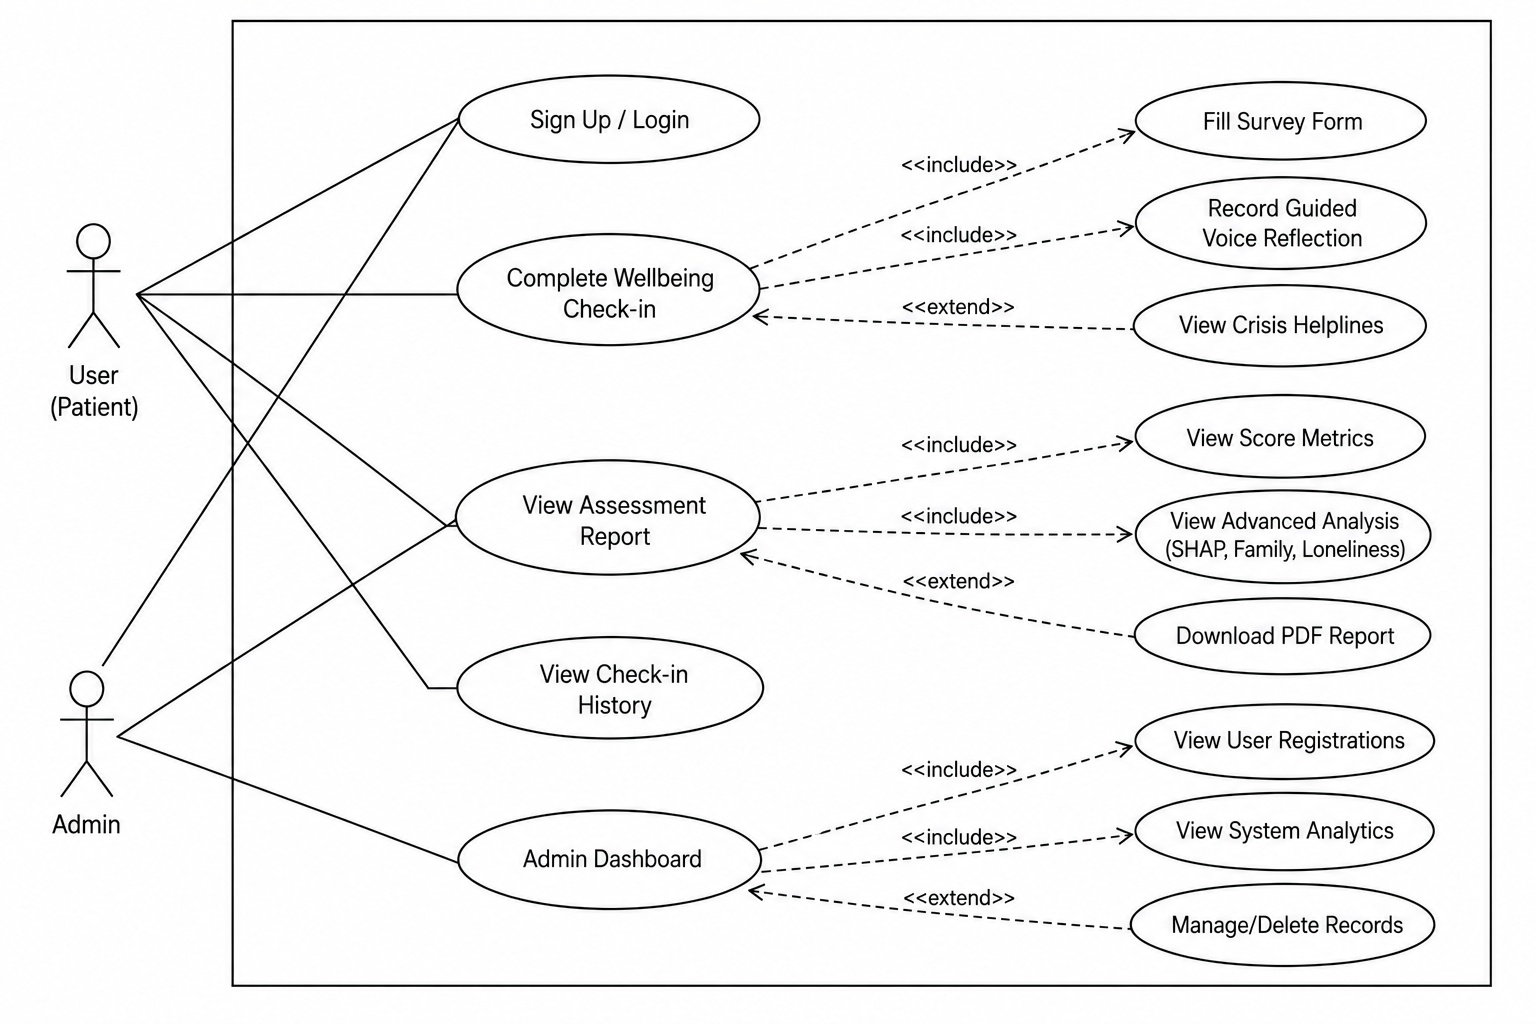 Sign Up / Login
Fill Survey Form
<<include>>
Record Guided
Voice Reflection
<<include>>
Complete Wellbeing
Check-in
<<extend>>
View Crisis Helplines
User
(Patient)
<<include>>
View Score Metrics
View Assessment
Report
<<include>>
View Advanced Analysis
(SHAP, Family, Loneliness)
<<extend>>
Download PDF Report
View Check-in
History
<<include>>
View User Registrations
Admin
<<include>>
View System Analytics
Admin Dashboard
<<extend>>
Manage/Delete Records